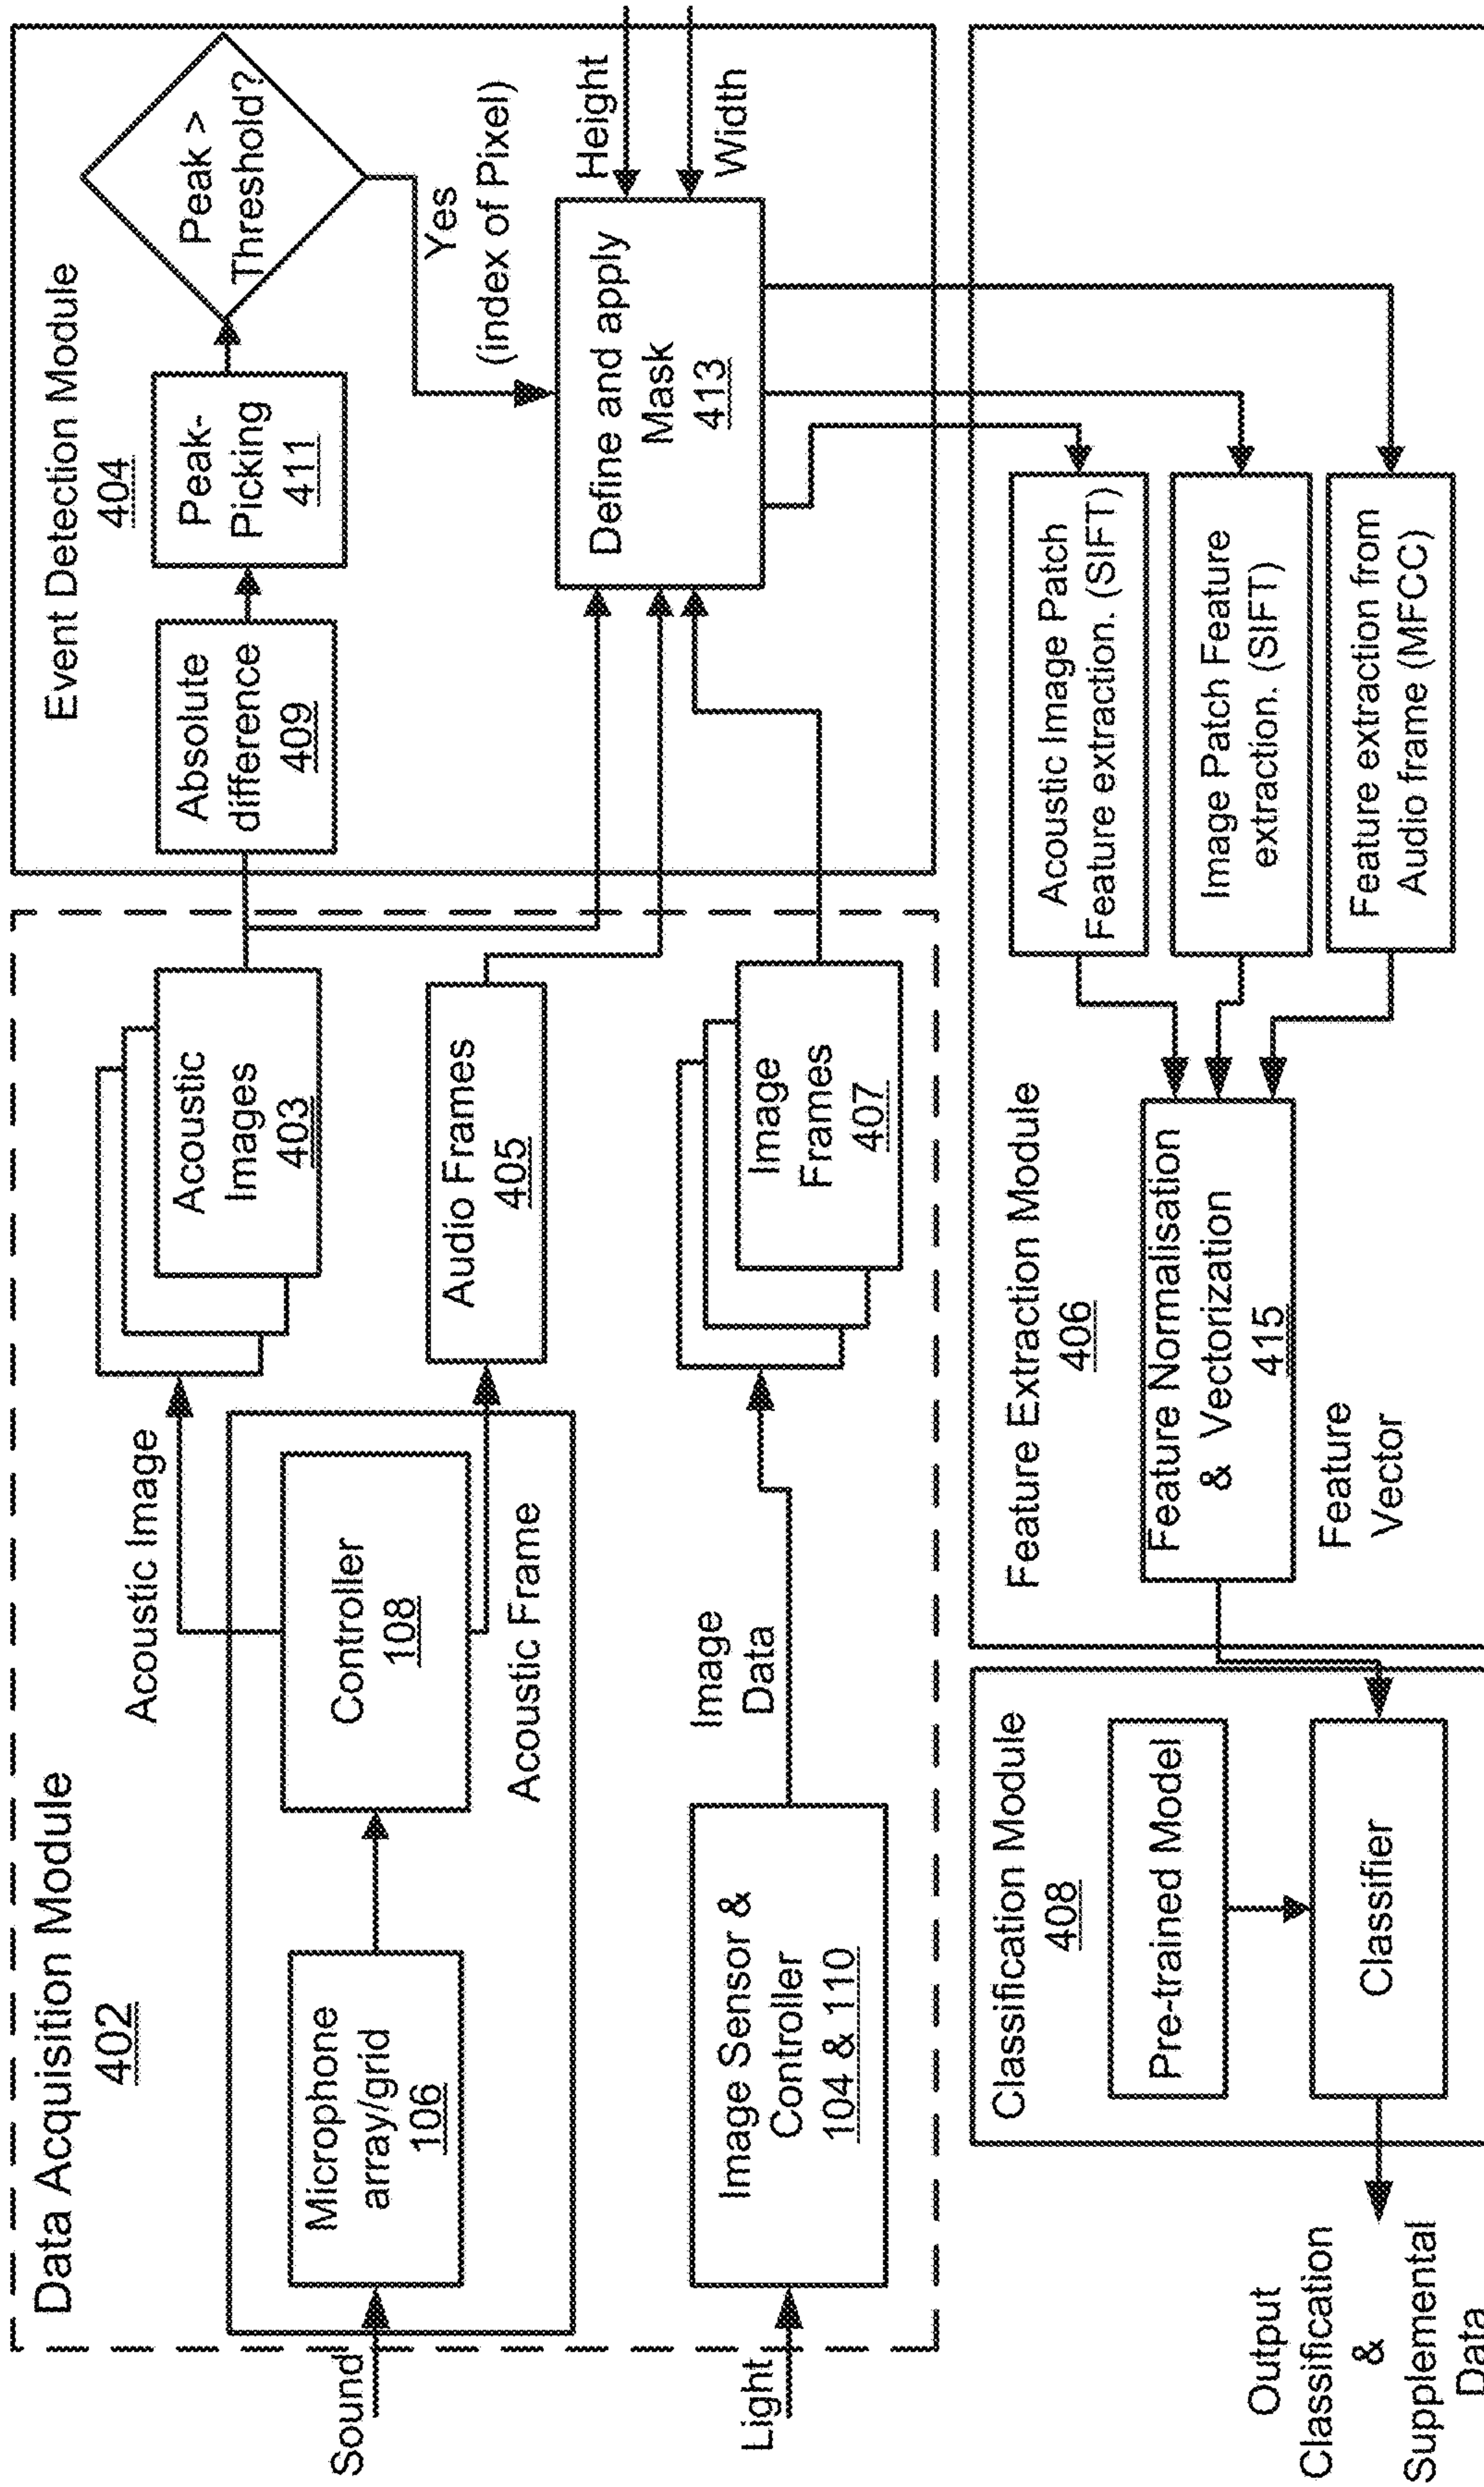 Data Acquisition Module
402
Sound
Microphone
array/grid
106
Controller
108
Acoustic Image
Acoustic Frame
Acoustic
Images
403
Audio Frames
405
Light
Image Sensor &
Controller
104 & 110
Image
Data
Image
Frames
407
Event Detection Module
404
Absolute
difference
409
Peak-
Picking
411
Peak >
Threshold?
Yes
(index of Pixel)
Define and apply
Mask
413
Height
Width
Feature Extraction Module
406
Acoustic Image Patch
Feature extraction. (SIFT)
Image Patch Feature
extraction. (SIFT)
Feature extraction from
Audio frame (MFCC)
Feature Normalisation
& Vectorization
415
Feature
Vector
Classification Module
408
Pre-trained Model
Classifier
Output
Classification
&
Supplemental
Data